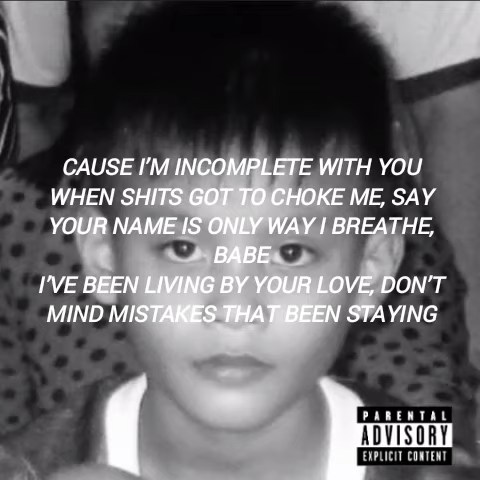 CAUSE I'M INCOMPLETE WITH YOU
WHEN SHITS GOT TO CHOKE ME, SAY
YOUR NAME IS ONLY WAY I BREATHE,
BABE
I'VE BEEN LIVING BY YOUR LOVE, DON'T
MIND MISTAKES THAT BEEN STAYING
PARENTAL
ADVISORY
EXPLICIT CONTENT